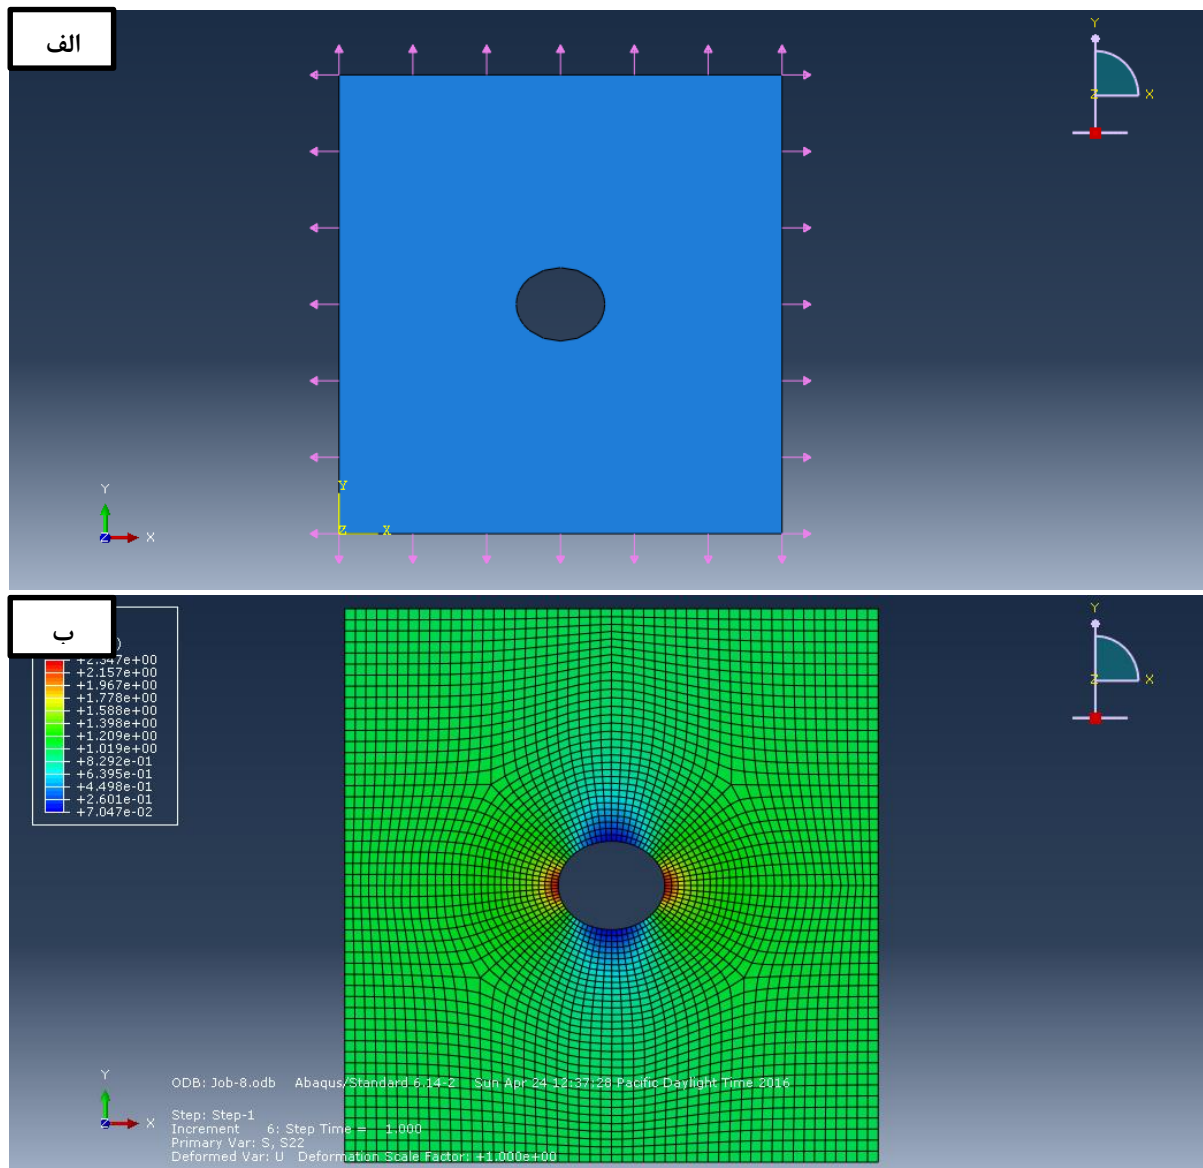 الف
Y
Z X
Y
X
Z
Y
Z X
ب
)
+2.347e+00
+2.157e+00
+1.967e+00
+1.778e+00
+1.588e+00
+1.398e+00
+1.209e+00
+1.019e+00
+8.292e-01
+6.395e-01
+4.498e-01
+2.601e-01
+7.047e-02
Y
Z X
Y
Z X
ODB: Job-8.odb Abaqus/Standard 6.14-2 Sun Apr 24 12:37:28 Pacific Daylight Time 2016
Step: Step-1
Increment 6: Step Time = 1.000
Primary Var: S, S22
Deformed Var: U Deformation Scale Factor: +1.000e+00